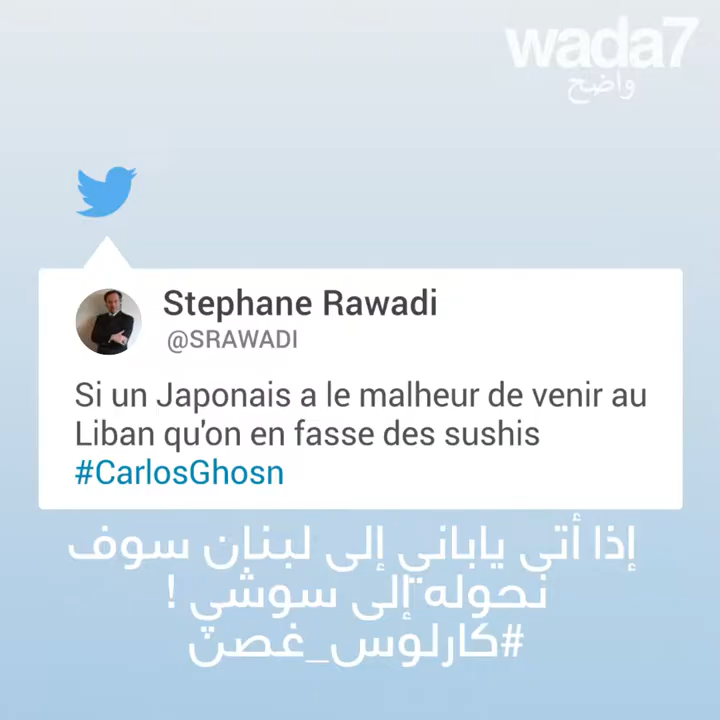 wada7
واضح
Stephane Rawadi
@SRAWADI
Si un Japonais a le malheur de venir au
Liban qu'on en fasse des sushis
#CarlosGhosn
إذا أتى ياباني إلى لبنان سوف
نحوله إلى سوشي !
#كارلوس_غصن